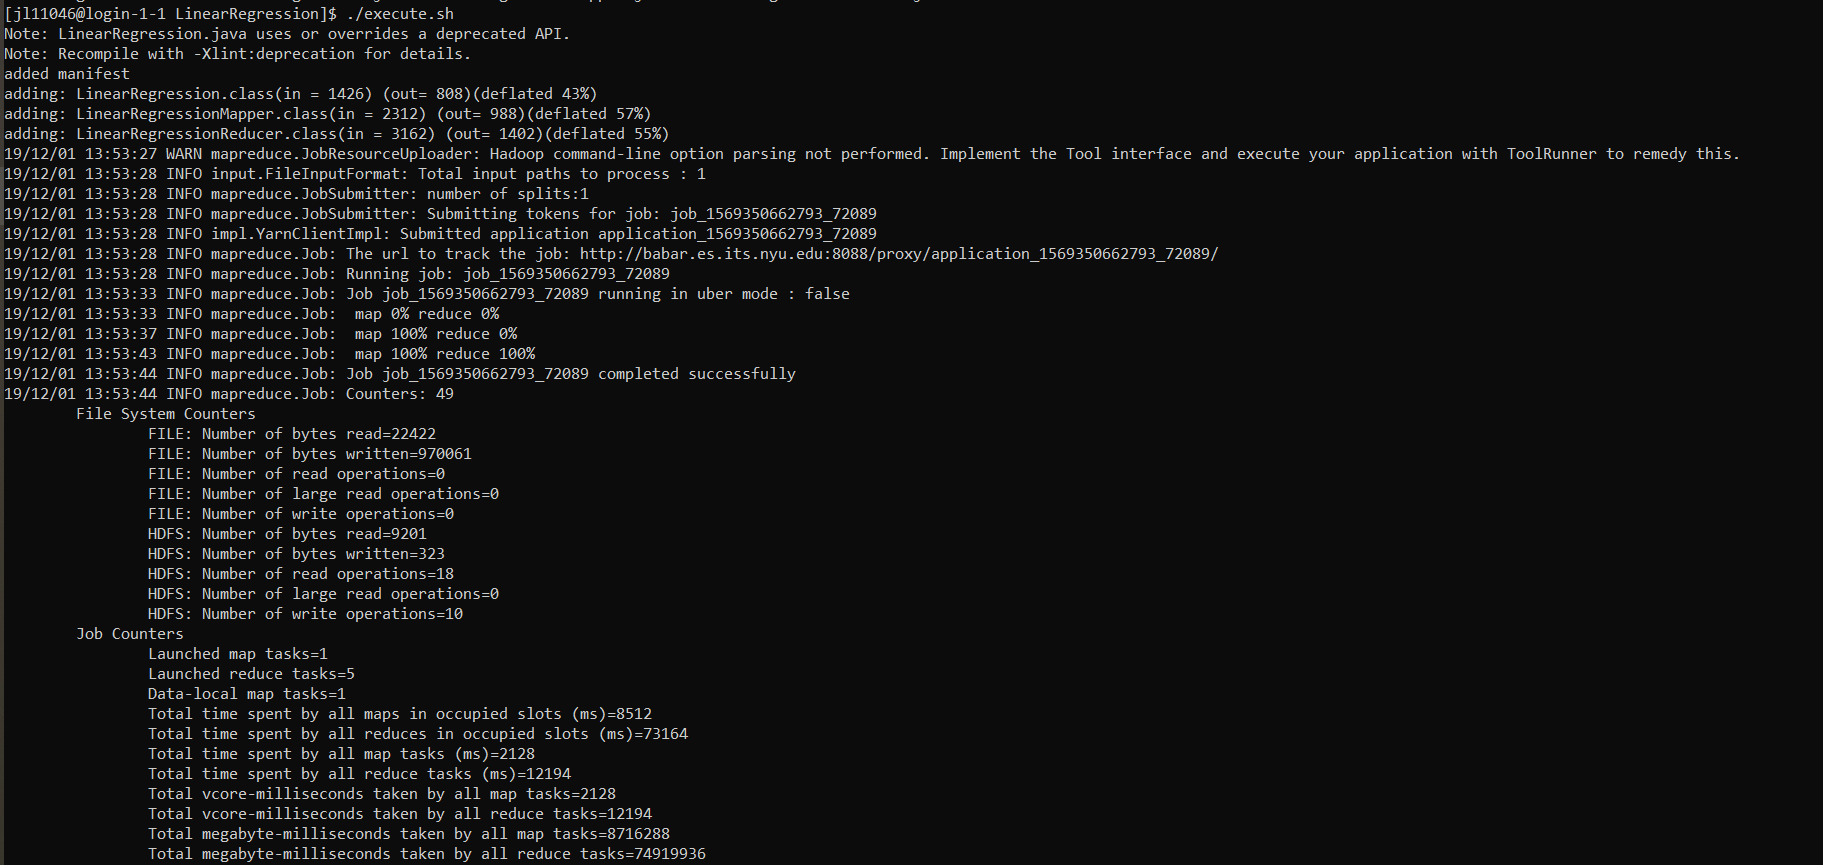 [jl11046@login-1-1 LinearRegression]$ ./execute.sh
Note: LinearRegression.java uses or overrides a deprecated API.
Note: Recompile with -Xlint:deprecation for details.
added manifest
adding: LinearRegression.class(in = 1426) (out= 808)(deflated 43%)
adding: LinearRegressionMapper.class(in = 2312) (out= 988)(deflated 57%)
adding: LinearRegressionReducer.class(in = 3162) (out= 1402)(deflated 55%)
19/12/01 13:53:27 WARN mapreduce.JobResourceUploader: Hadoop command-line option parsing not performed. Implement the Tool interface and execute your application with ToolRunner to remedy this.
19/12/01 13:53:28 INFO input.FileInputFormat: Total input paths to process : 1
19/12/01 13:53:28 INFO mapreduce.JobSubmitter: number of splits:1
19/12/01 13:53:28 INFO mapreduce.JobSubmitter: Submitting tokens for job: job_1569350662793_72089
19/12/01 13:53:28 INFO impl.YarnClientImpl: Submitted application application_1569350662793_72089
19/12/01 13:53:28 INFO mapreduce.Job: The url to track the job: http://babar.es.its.nyu.edu:8088/proxy/application_1569350662793_72089/
19/12/01 13:53:28 INFO mapreduce.Job: Running job: job_1569350662793_72089
19/12/01 13:53:33 INFO mapreduce.Job: Job job_1569350662793_72089 running in uber mode : false
19/12/01 13:53:33 INFO mapreduce.Job:  map 0% reduce 0%
19/12/01 13:53:37 INFO mapreduce.Job:  map 100% reduce 0%
19/12/01 13:53:43 INFO mapreduce.Job:  map 100% reduce 100%
19/12/01 13:53:44 INFO mapreduce.Job: Job job_1569350662793_72089 completed successfully
19/12/01 13:53:44 INFO mapreduce.Job: Counters: 49
File System Counters
FILE: Number of bytes read=22422
FILE: Number of bytes written=970061
FILE: Number of read operations=0
FILE: Number of large read operations=0
FILE: Number of write operations=0
HDFS: Number of bytes read=9201
HDFS: Number of bytes written=323
HDFS: Number of read operations=18
HDFS: Number of large read operations=0
HDFS: Number of write operations=10
Job Counters
Launched map tasks=1
Launched reduce tasks=5
Data-local map tasks=1
Total time spent by all maps in occupied slots (ms)=8512
Total time spent by all reduces in occupied slots (ms)=73164
Total time spent by all map tasks (ms)=2128
Total time spent by all reduce tasks (ms)=12194
Total vcore-milliseconds taken by all map tasks=2128
Total vcore-milliseconds taken by all reduce tasks=12194
Total megabyte-milliseconds taken by all map tasks=8716288
Total megabyte-milliseconds taken by all reduce tasks=74919936